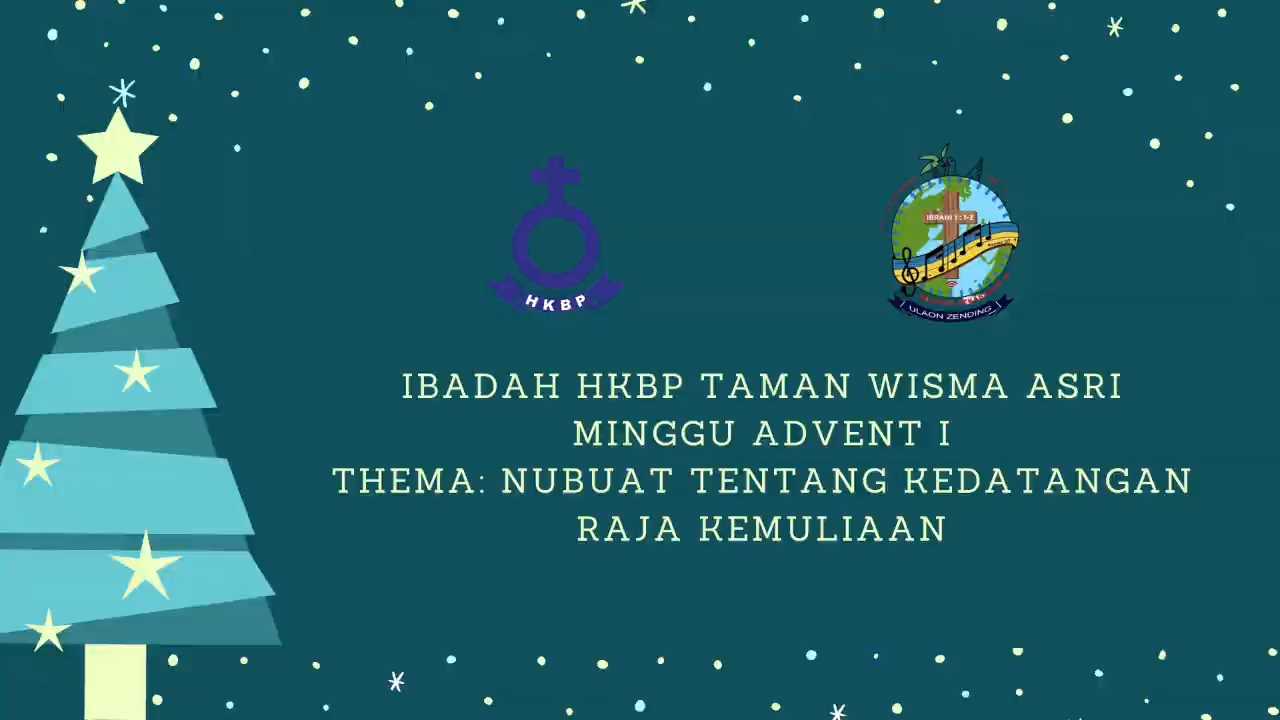 HKBP
IBRANI 1 : 1-3
ULAON ZENDING
IBADAH HKBP TAMAN WISMA ASRI
MINGGU ADVENT I
THEMA: NUBUAT TENTANG KEDATANGAN
RAJA KEMULIAAN